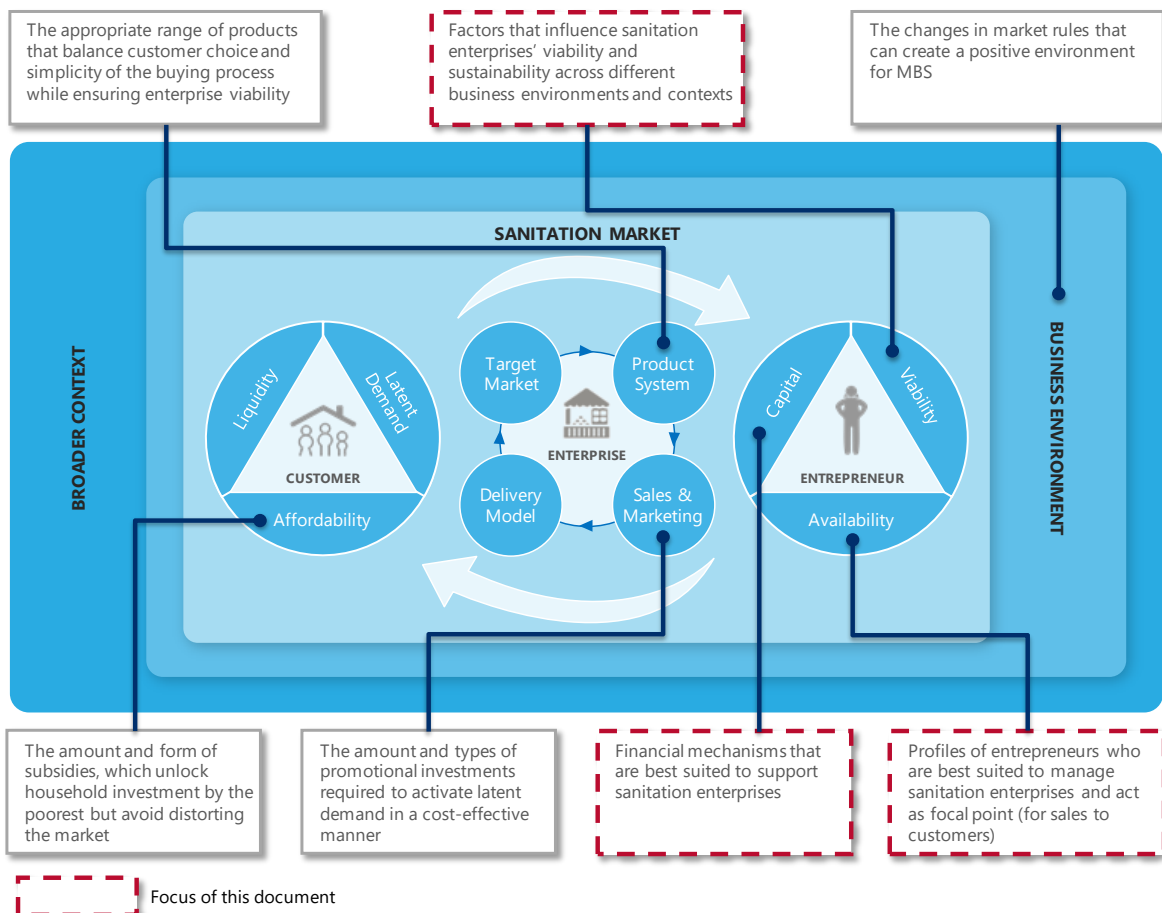 The appropriate range of products
that balance customer choice and
simplicity of the buying process
while ensuring enterprise viability
Factors that influence sanitation
enterprises’ viability and
sustainability across different
business environments and contexts
The changes in market rules that
can create a positive environment
for MBS
SANITATION MARKET
BROADER CONTEXT
BUSINESS ENVIRONMENT
Liquidity
Latent
Demand
CUSTOMER
Affordability
Target
Market
Product
System
ENTERPRISE
Delivery
Model
Sales &
Marketing
Capital
Viability
ENTREPRENEUR
Availability
The amount and form of
subsidies, which unlock
household investment by the
poorest but avoid distorting
the market
The amount and types of
promotional investments
required to activate latent
demand in a cost-effective
manner
Financial mechanisms that
are best suited to support
sanitation enterprises
Profiles of entrepreneurs who
are best suited to manage
sanitation enterprises and act
as focal point (for sales to
customers)
Focus of this document